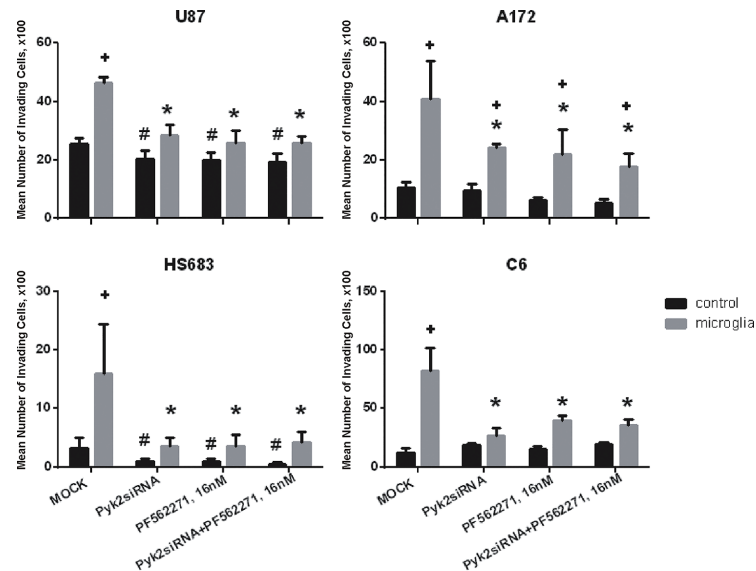 U87
A172
Mean Number of Invading Cells, x100
60
40
20
0
+
# * # * # *
Mean Number of Invading Cells, x100
60
40
20
0
+
+ + +
* * *
HS683
C6
Mean Number of Invading Cells, x100
30
20
10
0
+
# * # * # *
MOCK
Pyk2siRNA
PF562271, 16nM
Pyk2siRNA+PF562271, 16nM
Mean Number of Invading Cells, x100
150
100
50
0
+
* * *
MOCK
Pyk2siRNA
PF562271, 16nM
Pyk2siRNA+PF562271, 16nM
control
microglia